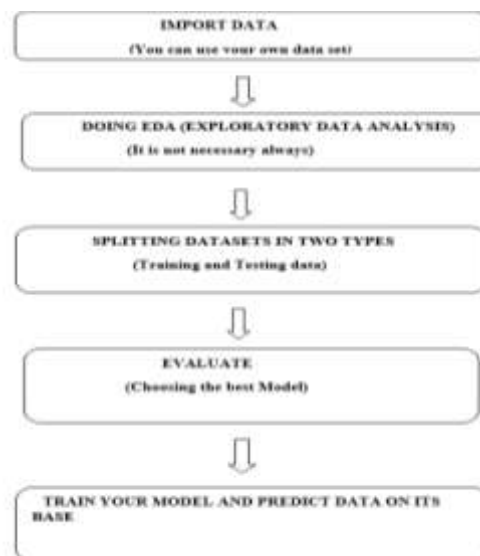 IMPORT DATA
(You can use your own data set)
DOING EDA (EXPLORATORY DATA ANALYSIS)
(It is not necessary always)
SPLITTING DATASETS IN TWO TYPES
(Training and Testing data)
EVALUATE
(Choosing the best Model)
TRAIN YOUR MODEL AND PREDICT DATA ON ITS
BASE